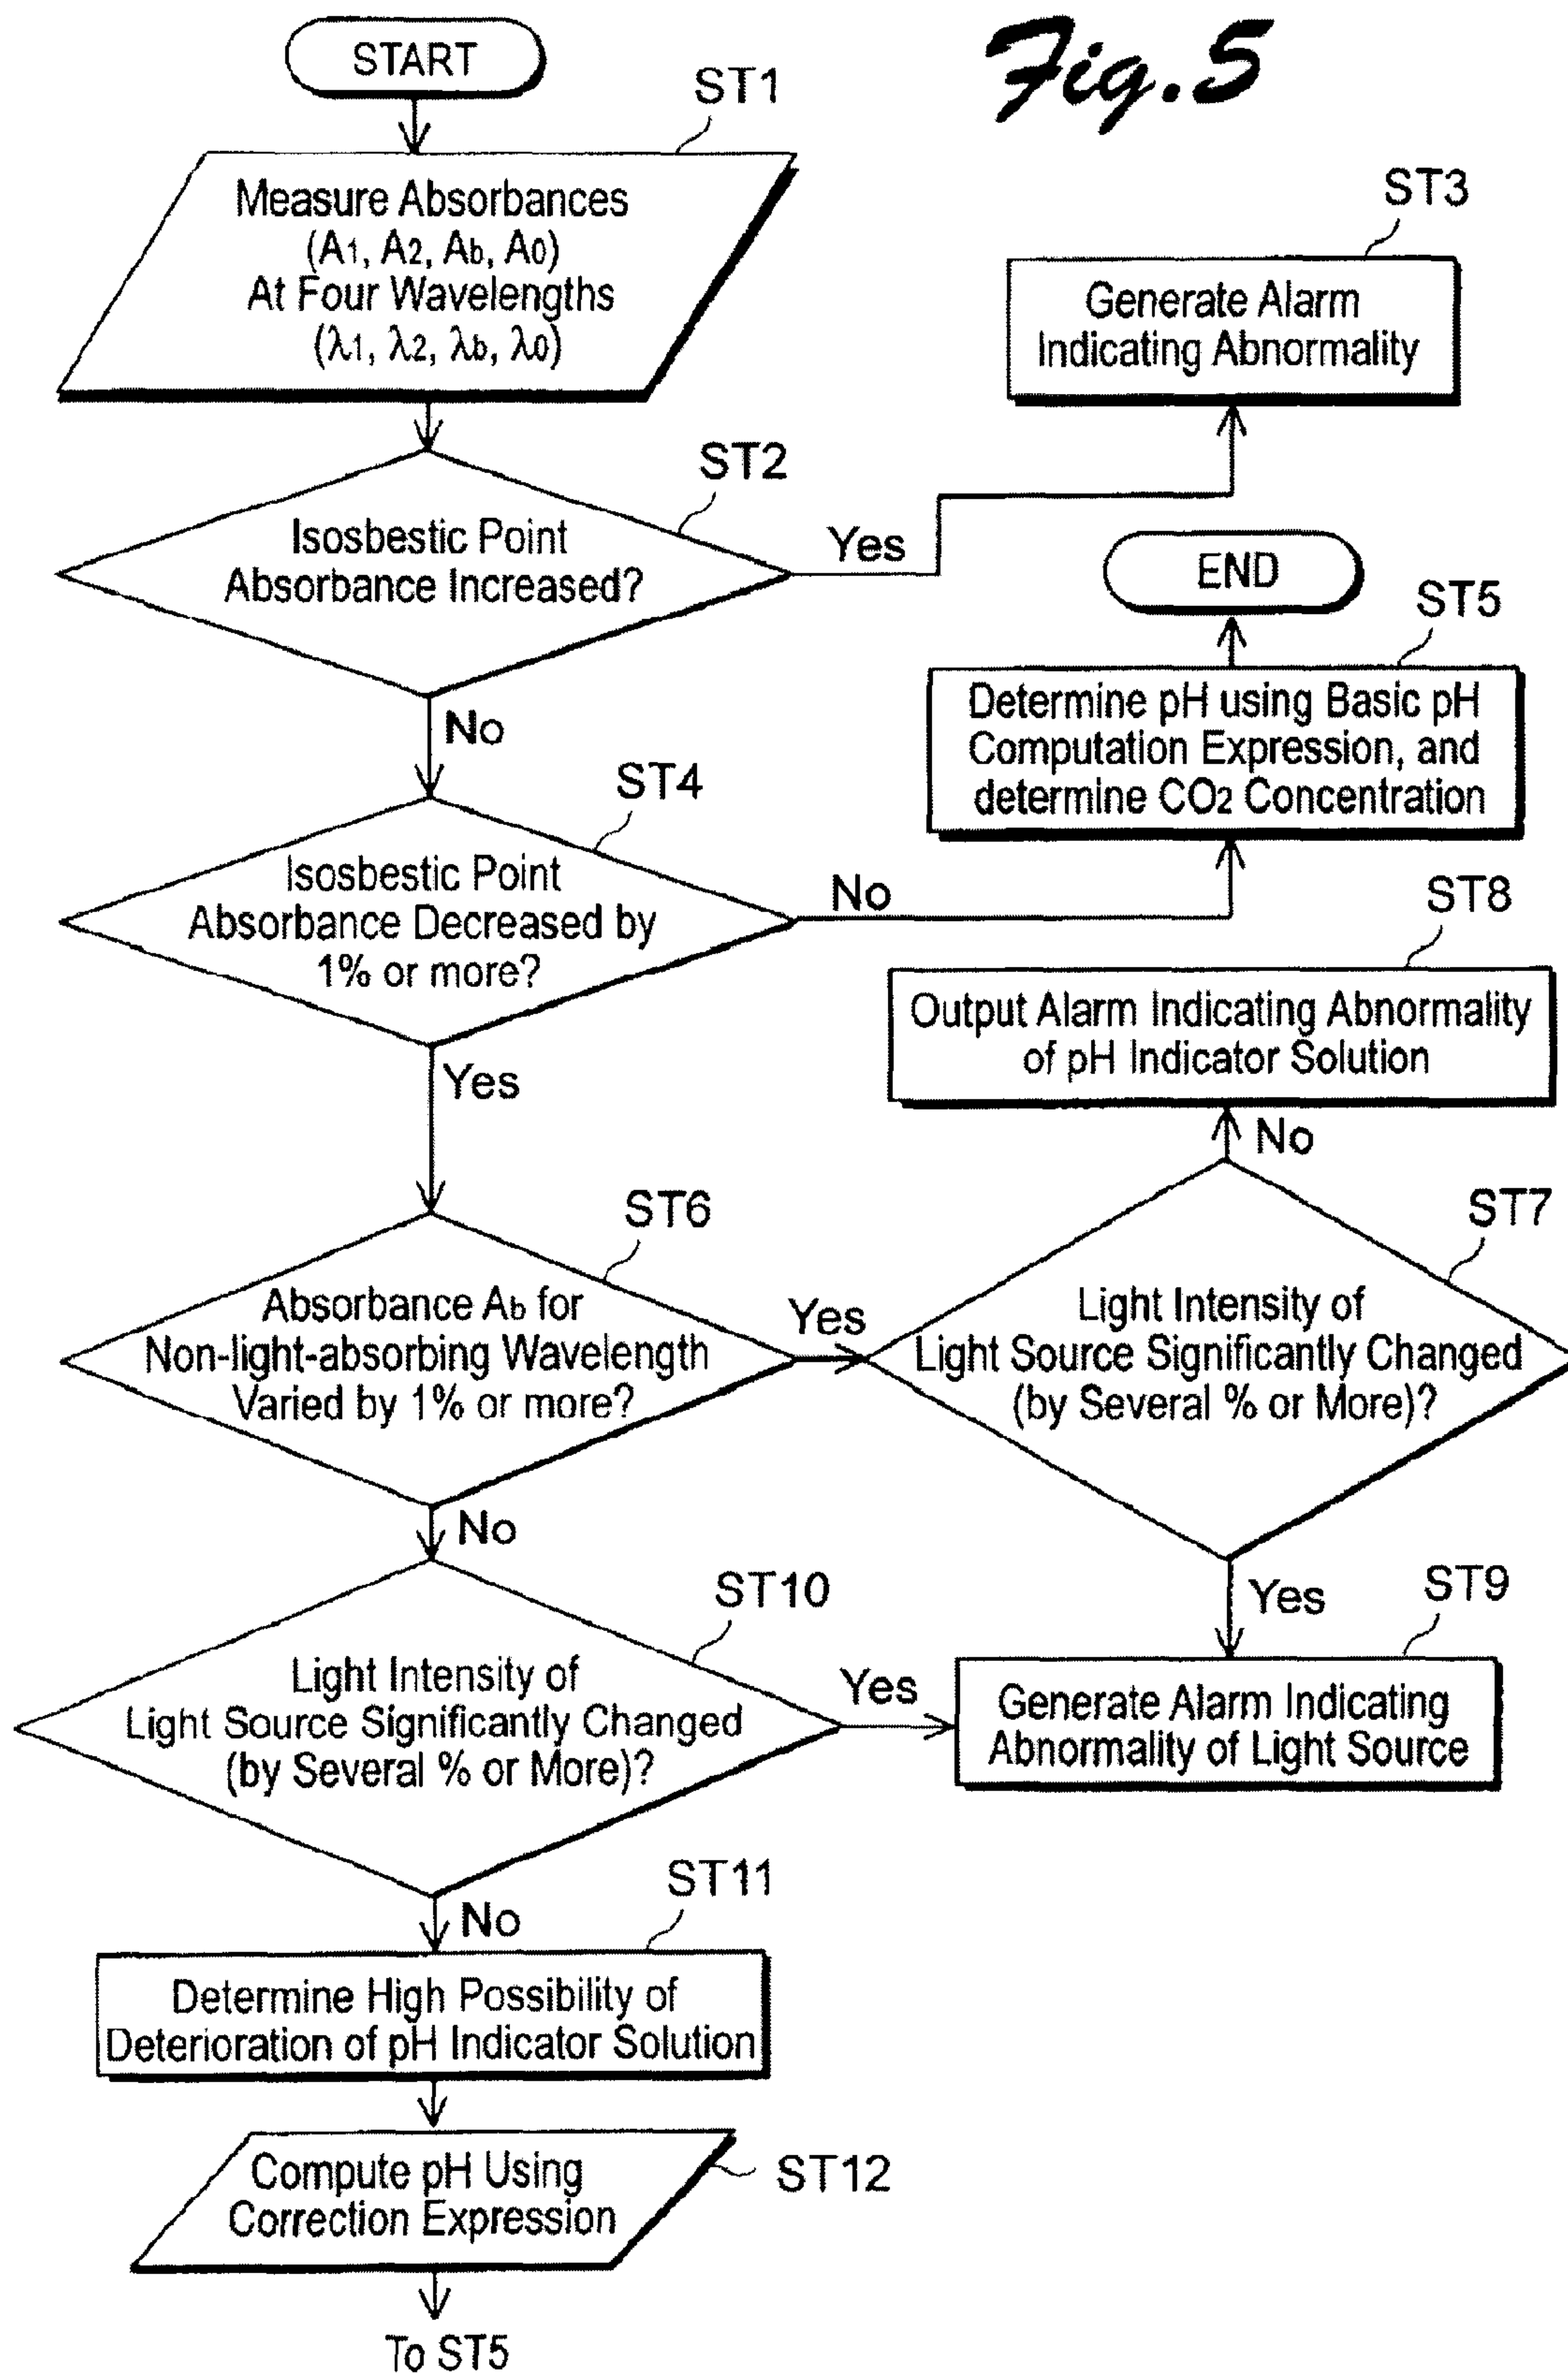 Fig. 5
START
ST1
Measure Absorbances
(A1, A2, Ab, A0)
At Four Wavelengths
(λ1, λ2, λb, λ0)
ST3
Generate Alarm
Indicating Abnormality
ST2
Isosbestic Point
Absorbance Increased?
Yes
No
END
ST5
Determine pH using Basic pH
Computation Expression, and
determine CO2 Concentration
ST4
Isosbestic Point
Absorbance Decreased by
1% or more?
No
Yes
ST8
Output Alarm Indicating Abnormality
of pH Indicator Solution
No
ST6
Absorbance Ab for
Non-light-absorbing Wavelength
Varied by 1% or more?
Yes
No
ST7
Light Intensity of
Light Source Significantly Changed
(by Several % or More)?
Yes
ST9
Generate Alarm Indicating
Abnormality of Light Source
ST10
Light Intensity of
Light Source Significantly Changed
(by Several % or More)?
Yes
No
ST11
Determine High Possibility of
Deterioration of pH Indicator Solution
ST12
Compute pH Using
Correction Expression
To ST5